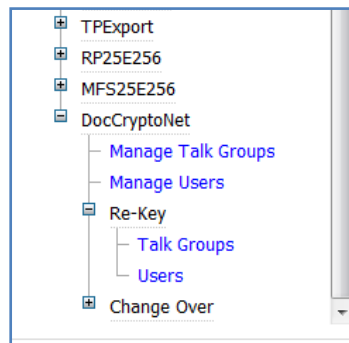 TPExport
RP25E256
MFS25E256
DocCryptoNet
Manage Talk Groups
Manage Users
Re-Key
Talk Groups
Users
Change Over